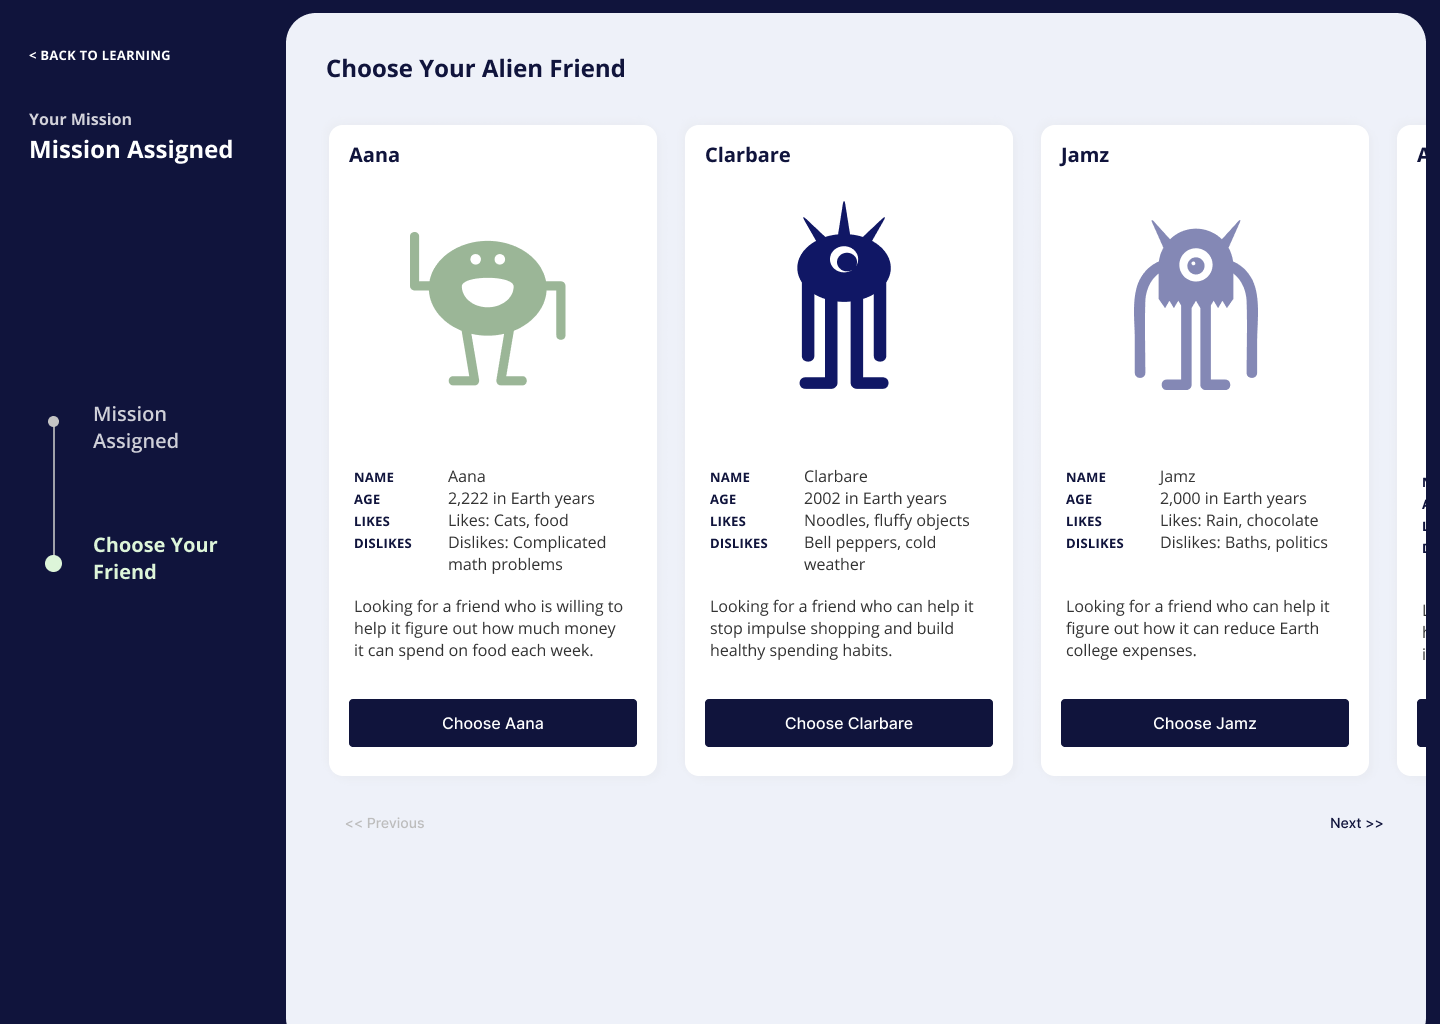 < BACK TO LEARNING
Your Mission
Mission Assigned
Mission
Assigned
Choose Your
Friend
Choose Your Alien Friend
Aana
NAME Aana
AGE 2,222 in Earth years
LIKES Likes: Cats, food
DISLIKES Dislikes: Complicated
math problems
Looking for a friend who is willing to
help it figure out how much money
it can spend on food each week.
Choose Aana
Clarbare
NAME Clarbare
AGE 2002 in Earth years
LIKES Noodles, fluffy objects
DISLIKES Bell peppers, cold
weather
Looking for a friend who can help it
stop impulse shopping and build
healthy spending habits.
Choose Clarbare
Jamz
NAME Jamz
AGE 2,000 in Earth years
LIKES Likes: Rain, chocolate
DISLIKES Dislikes: Baths, politics
Looking for a friend who can help it
figure out how it can reduce Earth
college expenses.
Choose Jamz
<< Previous
Next >>